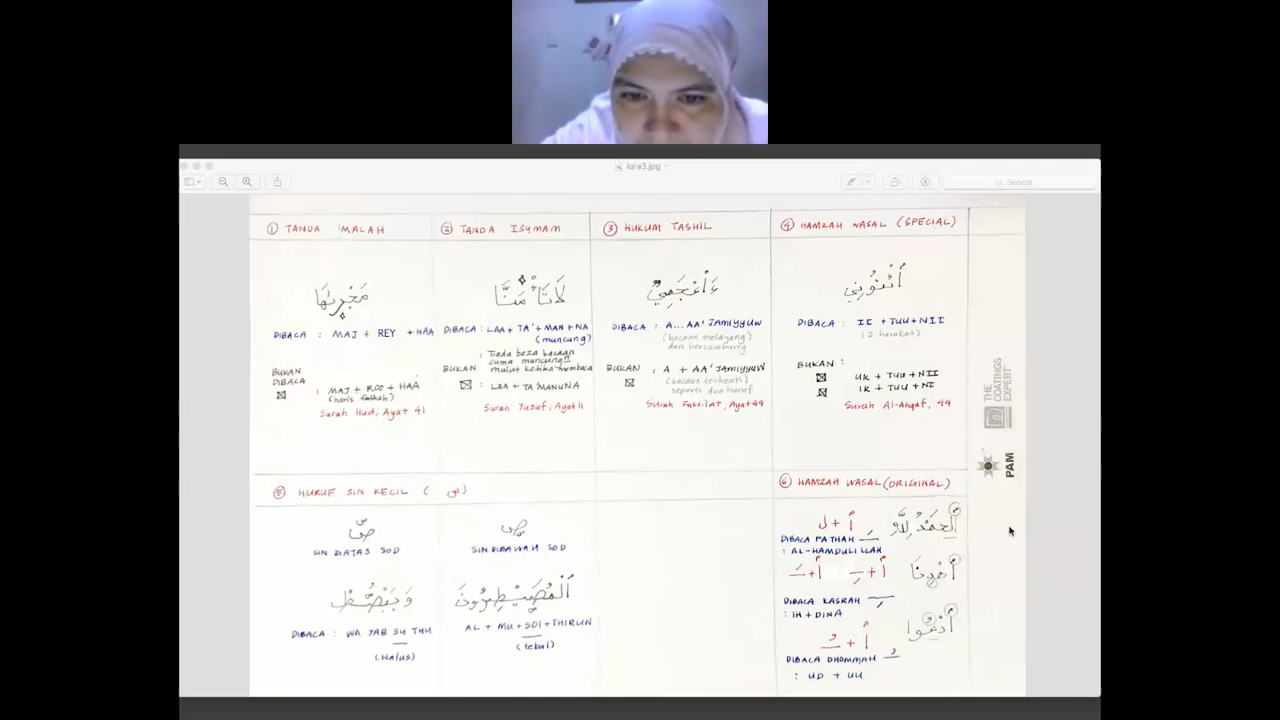 iqra3.jpg
Search
① TANDA IMALAH
مَجْرٜىٰهَا
DIBACA : MAJ + REY + HAA
BUKAN
DIBACA
☒ : MAJ + ROO + HAA
(baris fathah)
Surah Hud, Ayat 41
② TANDA ISYMAM
لَا تَأْمَنَّا
DIBACA : LAA + TA' + MAN + NA
(muncung)
: Tiada beza bacaan
cuma muncung
mulut ketika membaca
BUKAN
☒ : LAA + TA'MANUNA
Surah Yusuf, Ayat 11
③ HUKUM TASHIL
ءَا۬عْجَمِيٌّ
DIBACA : A... AA'JAMIYYUW
(bacaan melayang)
dan bersambung
BUKAN : A + AA'JAMIYYUW
☒ (bacaan terhenti)
seperti dua huruf
Surah Fussilat, Ayat 44
④ HAMZAH WASAL (SPECIAL)
ٱئْتُونِي
DIBACA : II + TUU + NII
(2 harakat)
BUKAN :
☒ UK + TUU + NII
☒ IK + TUU + NI
Surah Al-Ahqaf, 44
THE
COATINGS
EXPERT
PAM
⑤ HURUF SIN KECIL ( س )
صۜ
SIN DIATAS SOD
وَيَبْصُۜطُ
DIBACA : WA YAB SU THU
(Halus)
صۣ
SIN DIBAWAH SOD
ٱلْمُصَۣيْطِرُونَ
AL + MU + SOI + THIRUN
(tebal)
⑥ HAMZAH WASAL (ORIGINAL)
ٱلْحَمْدُ لِلَّهِ
ٱ + ل
DIBACA FATHAH
: AL-HAMDULILLAH
ٱهْدِنَا
ٱ + ـِ ٱ + ـَ
DIBACA KASRAH
: IH + DINA
ٱدْعُوا
ٱ + ـُ
DIBACA DHOMMAH
: UD + UU